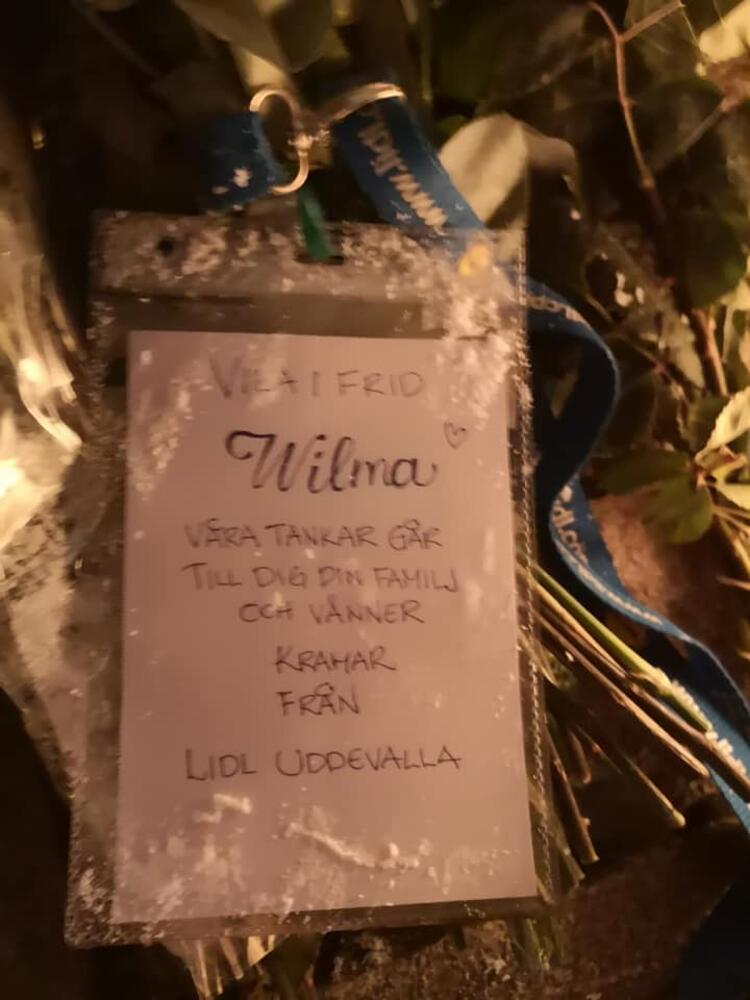 VILA I FRID
Wilma
VÅRA TANKAR GÅR
TILL DIG DIN FAMILJ
OCH VÄNNER
KRAMAR
FRÅN
LIDL UDDEVALLA